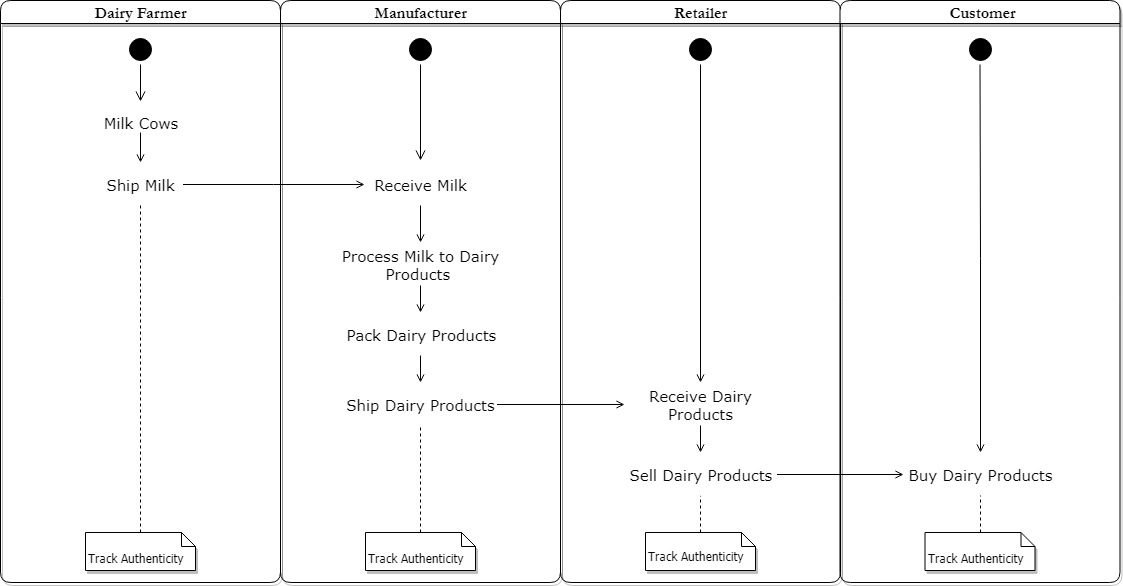 Dairy Farmer
Manufacturer
Retailer
Customer
Milk Cows
Ship Milk
Receive Milk
Process Milk to Dairy
Products
Pack Dairy Products
Ship Dairy Products
Receive Dairy
Products
Sell Dairy Products
Buy Dairy Products
Track Authenticity
Track Authenticity
Track Authenticity
Track Authenticity